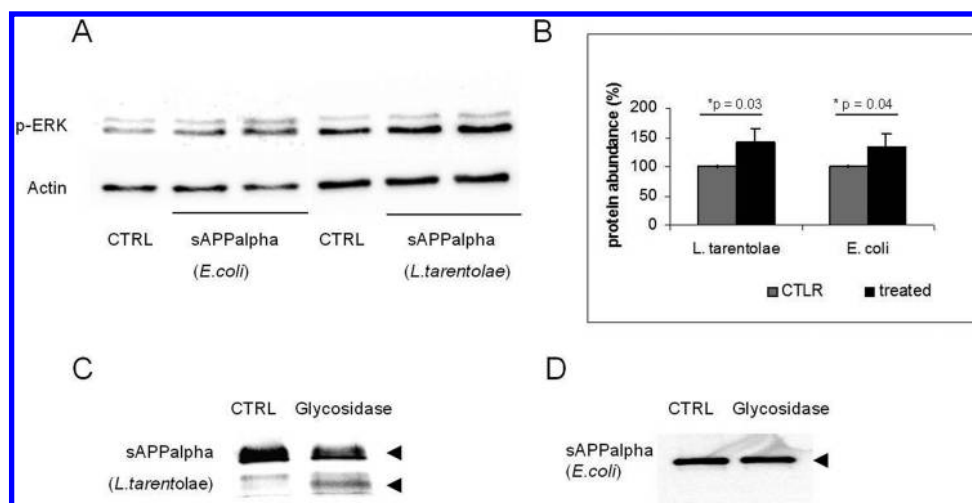 A
p-ERK
Actin
CTRL
sAPPalpha
(E.coli)
CTRL
sAPPalpha
(L.tarentolae)
B
protein abundance (%)
200
150
100
50
0
*p = 0.03
* p = 0.04
L. tarentolae
E. coli
CTLR
treated
C
CTRL
Glycosidase
sAPPalpha
(L.tarentolae)
D
CTRL
Glycosidase
sAPPalpha
(E.coli)